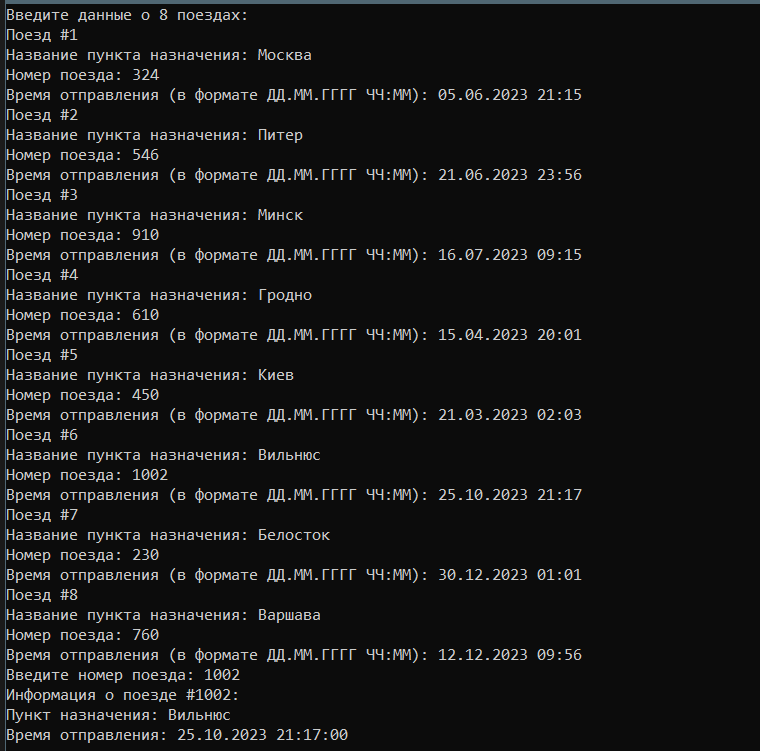 Введите данные о 8 поездах:
Поезд #1
Название пункта назначения: Москва
Номер поезда: 324
Время отправления (в формате ДД.ММ.ГГГГ ЧЧ:ММ): 05.06.2023 21:15
Поезд #2
Название пункта назначения: Питер
Номер поезда: 546
Время отправления (в формате ДД.ММ.ГГГГ ЧЧ:ММ): 21.06.2023 23:56
Поезд #3
Название пункта назначения: Минск
Номер поезда: 910
Время отправления (в формате ДД.ММ.ГГГГ ЧЧ:ММ): 16.07.2023 09:15
Поезд #4
Название пункта назначения: Гродно
Номер поезда: 610
Время отправления (в формате ДД.ММ.ГГГГ ЧЧ:ММ): 15.04.2023 20:01
Поезд #5
Название пункта назначения: Киев
Номер поезда: 450
Время отправления (в формате ДД.ММ.ГГГГ ЧЧ:ММ): 21.03.2023 02:03
Поезд #6
Название пункта назначения: Вильнюс
Номер поезда: 1002
Время отправления (в формате ДД.ММ.ГГГГ ЧЧ:ММ): 25.10.2023 21:17
Поезд #7
Название пункта назначения: Белосток
Номер поезда: 230
Время отправления (в формате ДД.ММ.ГГГГ ЧЧ:ММ): 30.12.2023 01:01
Поезд #8
Название пункта назначения: Варшава
Номер поезда: 760
Время отправления (в формате ДД.ММ.ГГГГ ЧЧ:ММ): 12.12.2023 09:56
Введите номер поезда: 1002
Информация о поезде #1002:
Пункт назначения: Вильнюс
Время отправления: 25.10.2023 21:17:00